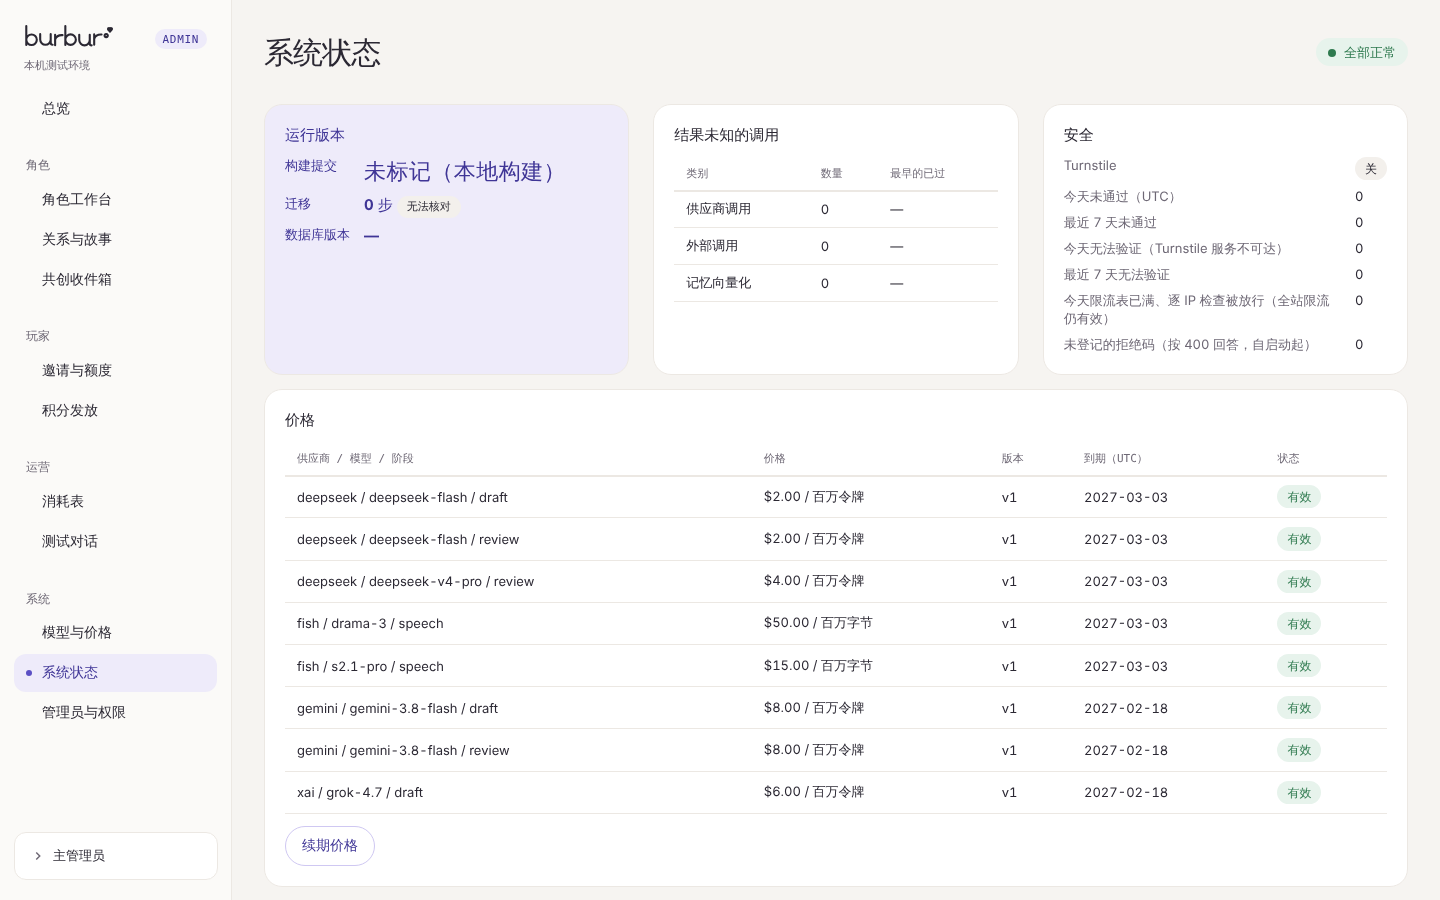 burbur
ADMIN
本机测试环境
总览
角色
角色工作台
关系与故事
共创收件箱
玩家
邀请与额度
积分发放
运营
消耗表
测试对话
系统
模型与价格
系统状态
管理员与权限
主管理员
系统状态
全部正常
运行版本
构建提交 未标记（本地构建）
迁移 0 步 无法核对
数据库版本 —
结果未知的调用
类别 数量 最早的已过
供应商调用 0 —
外部调用 0 —
记忆向量化 0 —
安全
Turnstile 关
今天未通过（UTC） 0
最近 7 天未通过 0
今天无法验证（Turnstile 服务不可达） 0
最近 7 天无法验证 0
今天限流表已满、逐 IP 检查被放行（全站限流 0
仍有效）
未登记的拒绝码（按 400 回答，自启动起） 0
价格
供应商 / 模型 / 阶段 价格 版本 到期（UTC） 状态
deepseek / deepseek-flash / draft $2.00 / 百万令牌 v1 2027-03-03 有效
deepseek / deepseek-flash / review $2.00 / 百万令牌 v1 2027-03-03 有效
deepseek / deepseek-v4-pro / review $4.00 / 百万令牌 v1 2027-03-03 有效
fish / drama-3 / speech $50.00 / 百万字节 v1 2027-03-03 有效
fish / s2.1-pro / speech $15.00 / 百万字节 v1 2027-03-03 有效
gemini / gemini-3.8-flash / draft $8.00 / 百万令牌 v1 2027-02-18 有效
gemini / gemini-3.8-flash / review $8.00 / 百万令牌 v1 2027-02-18 有效
xai / grok-4.7 / draft $6.00 / 百万令牌 v1 2027-02-18 有效
续期价格